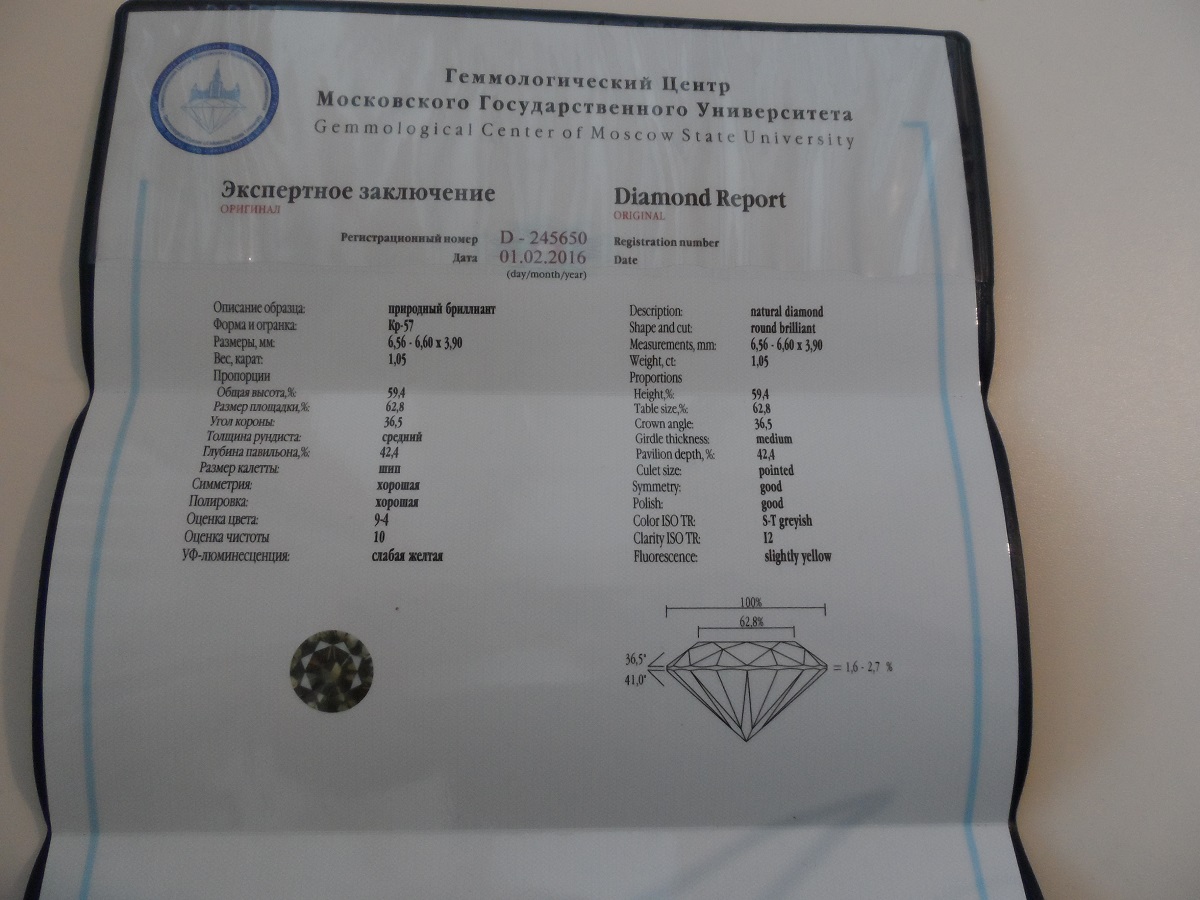 Геммологический Центр
Московского Государственного Университета
Gemmological Center of Moscow State University
Экспертное заключение
ОРИГИНАЛ
Diamond Report
ORIGINAL
Регистрационный номер D - 245650 Registration number
Дата 01.02.2016 Date
(day/month/year)
Описание образца: природный бриллиант
Форма и огранка: Кр-57
Размеры, мм: 6,56 - 6,60 x 3,90
Вес, карат: 1,05
Пропорции
Общая высота,%: 59,4
Размер площадки,%: 62,8
Угол короны: 36,5
Толщина рундиста: средний
Глубина павильона,%: 42,4
Размер калетты: шип
Симметрия: хорошая
Полировка: хорошая
Оценка цвета: 9-4
Оценка чистоты 10
УФ-люминесценция: слабая желтая
Description: natural diamond
Shape and cut: round brilliant
Measurements, mm: 6,56 - 6,60 x 3,90
Weight, ct: 1,05
Proportions
Height,%: 59,4
Table size,%: 62,8
Crown angle: 36,5
Girdle thickness: medium
Pavilion depth, %: 42,4
Culet size: pointed
Symmetry: good
Polish: good
Color ISO TR: S-T greyish
Clarity ISO TR: 12
Fluorescence: slightly yellow
100%
62,8%
36,5°
41,0°
= 1,6 - 2,7 %